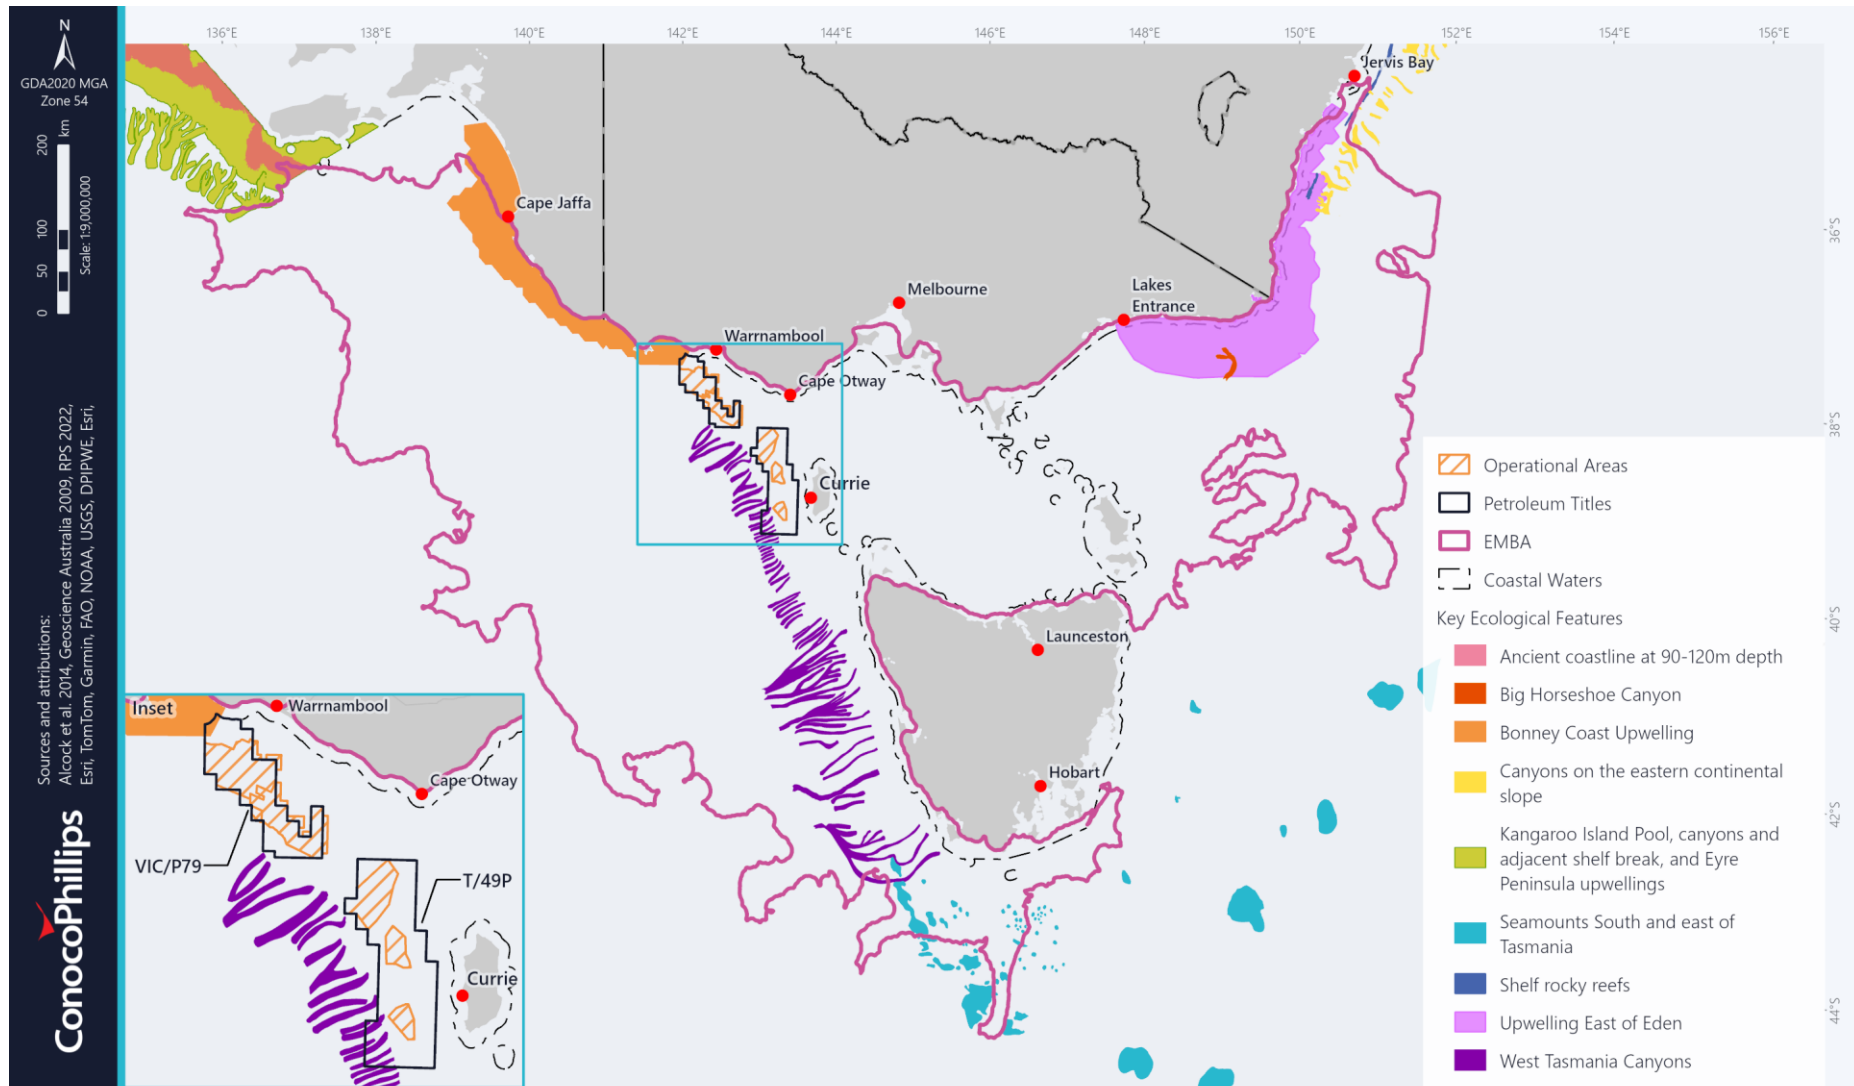 N
GDA2020 MGA
Zone 54
0 50 100 200
km
Scale: 1:9,000,000
Sources and attributions:
Alcock et al. 2014, Geoscience Australia 2009, RPS 2022,
Esri, TomTom, Garmin, FAO, NOAA, USGS, DPIPWE, Esri,
ConocoPhillips
136°E
138°E
140°E
142°E
144°E
146°E
148°E
150°E
152°E
154°E
156°E
36°S
38°S
40°S
42°S
44°S
Jervis Bay
Cape Jaffa
Melbourne
Lakes
Entrance
Warrnambool
Cape Otway
Currie
Launceston
Hobart
Inset
Warrnambool
Cape Otway
VIC/P79
T/49P
Currie
Operational Areas
Petroleum Titles
EMBA
Coastal Waters
Key Ecological Features
Ancient coastline at 90-120m depth
Big Horseshoe Canyon
Bonney Coast Upwelling
Canyons on the eastern continental
slope
Kangaroo Island Pool, canyons and
adjacent shelf break, and Eyre
Peninsula upwellings
Seamounts South and east of
Tasmania
Shelf rocky reefs
Upwelling East of Eden
West Tasmania Canyons